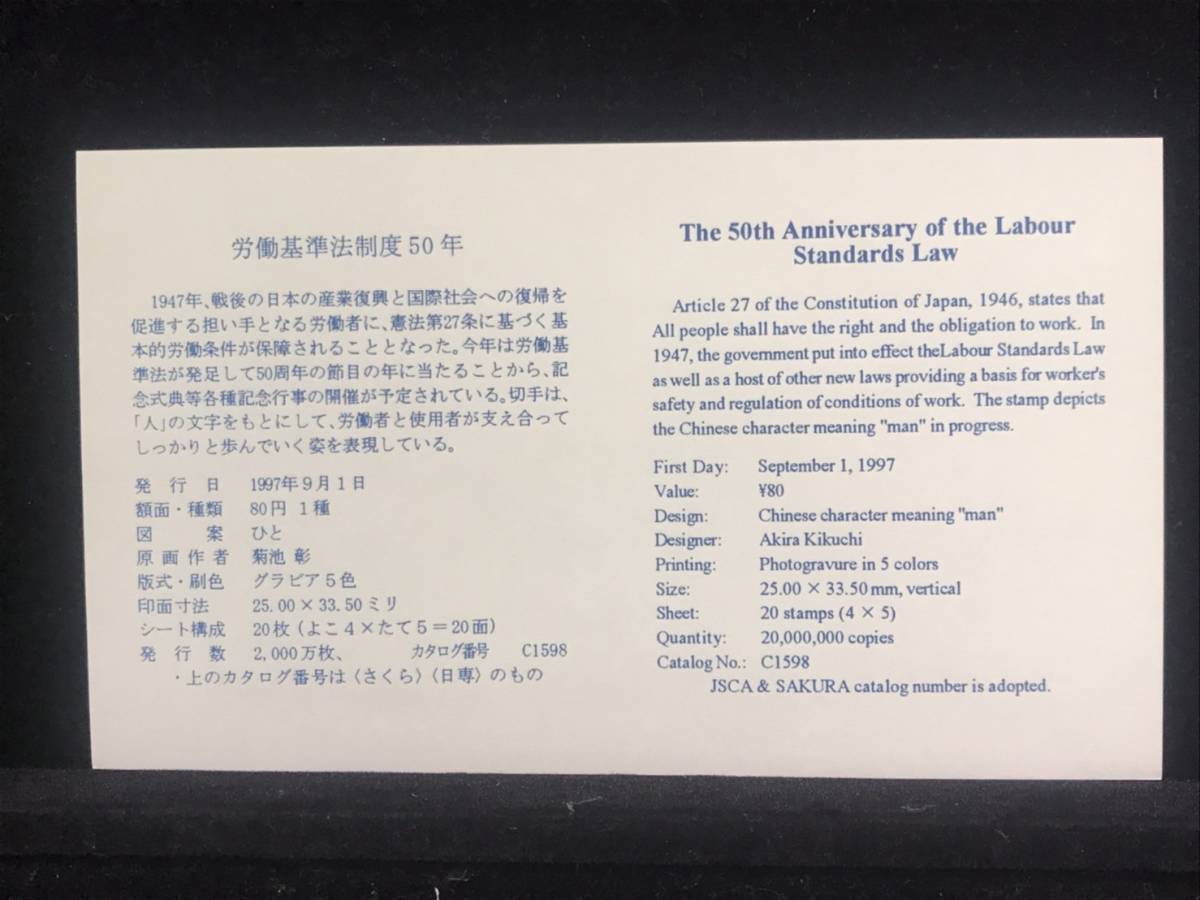 労働基準法制度50年
1947年、戦後の日本の産業復興と国際社会への復帰を
促進する担い手となる労働者に、憲法第27条に基づく基
本的労働条件が保障されることとなった。今年は労働基
準法が発足して50周年の節目の年に当たることから、記
念式典等各種記念行事の開催が予定されている。切手は、
「人」の文字をもとにして、労働者と使用者が支え合って
しっかりと歩んでいく姿を表現している。
発行日 1997年9月1日
額面・種類 80円 1種
図案 ひと
原画作者 菊池 彰
版式・刷色 グラビア5色
印面寸法 25.00×33.50ミリ
シート構成 20枚(よこ4×たて5=20面)
発行数 2,000万枚、 カタログ番号 C1598
・上のカタログ番号は〈さくら〉〈日専〉のもの
The 50th Anniversary of the Labour
Standards Law
Article 27 of the Constitution of Japan, 1946, states that
All people shall have the right and the obligation to work. In
1947, the government put into effect theLabour Standards Law
as well as a host of other new laws providing a basis for worker's
safety and regulation of conditions of work. The stamp depicts
the Chinese character meaning "man" in progress.
First Day: September 1, 1997
Value: ¥80
Design: Chinese character meaning "man"
Designer: Akira Kikuchi
Printing: Photogravure in 5 colors
Size: 25.00 × 33.50 mm, vertical
Sheet: 20 stamps (4 × 5)
Quantity: 20,000,000 copies
Catalog No.: C1598
JSCA & SAKURA catalog number is adopted.